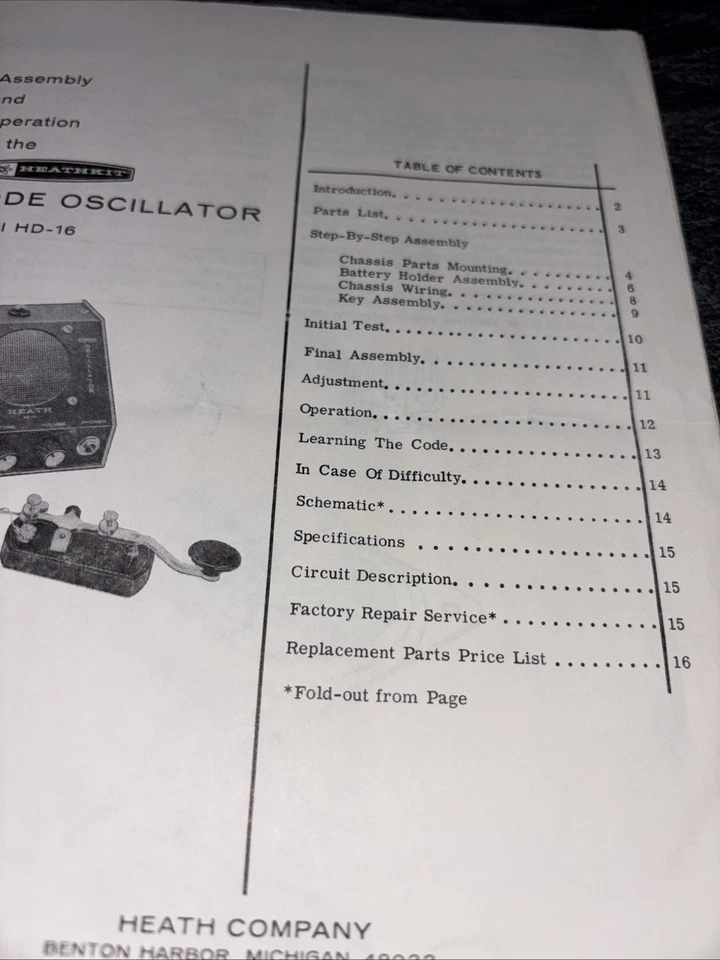 Assembly
nd
peration
the
HEATHKIT
DE OSCILLATOR
HD-16
HEATH
VOLUME
PHONES
TABLE OF CONTENTS
Introduction. . . . . . . . . . . . . . . . . . . . 2
Parts List. . . . . . . . . . . . . . . . . . . . . 3
Step-By-Step Assembly
Chassis Parts Mounting. . . . . . . . . 4
Battery Holder Assembly. . . . . . . . 6
Chassis Wiring. . . . . . . . . . . . . . 8
Key Assembly. . . . . . . . . . . . . . . 9
Initial Test. . . . . . . . . . . . . . . . . . . . 10
Final Assembly. . . . . . . . . . . . . . . . . 11
Adjustment. . . . . . . . . . . . . . . . . . . . 11
Operation. . . . . . . . . . . . . . . . . . . . . 12
Learning The Code. . . . . . . . . . . . . . . 13
In Case Of Difficulty. . . . . . . . . . . . . . 14
Schematic* . . . . . . . . . . . . . . . . . . . . 14
Specifications . . . . . . . . . . . . . . . . . 15
Circuit Description. . . . . . . . . . . . . . . 15
Factory Repair Service* . . . . . . . . . . . . 15
Replacement Parts Price List . . . . . . . . . 16
*Fold-out from Page
HEATH COMPANY
BENTON HARBOR, MICHIGAN